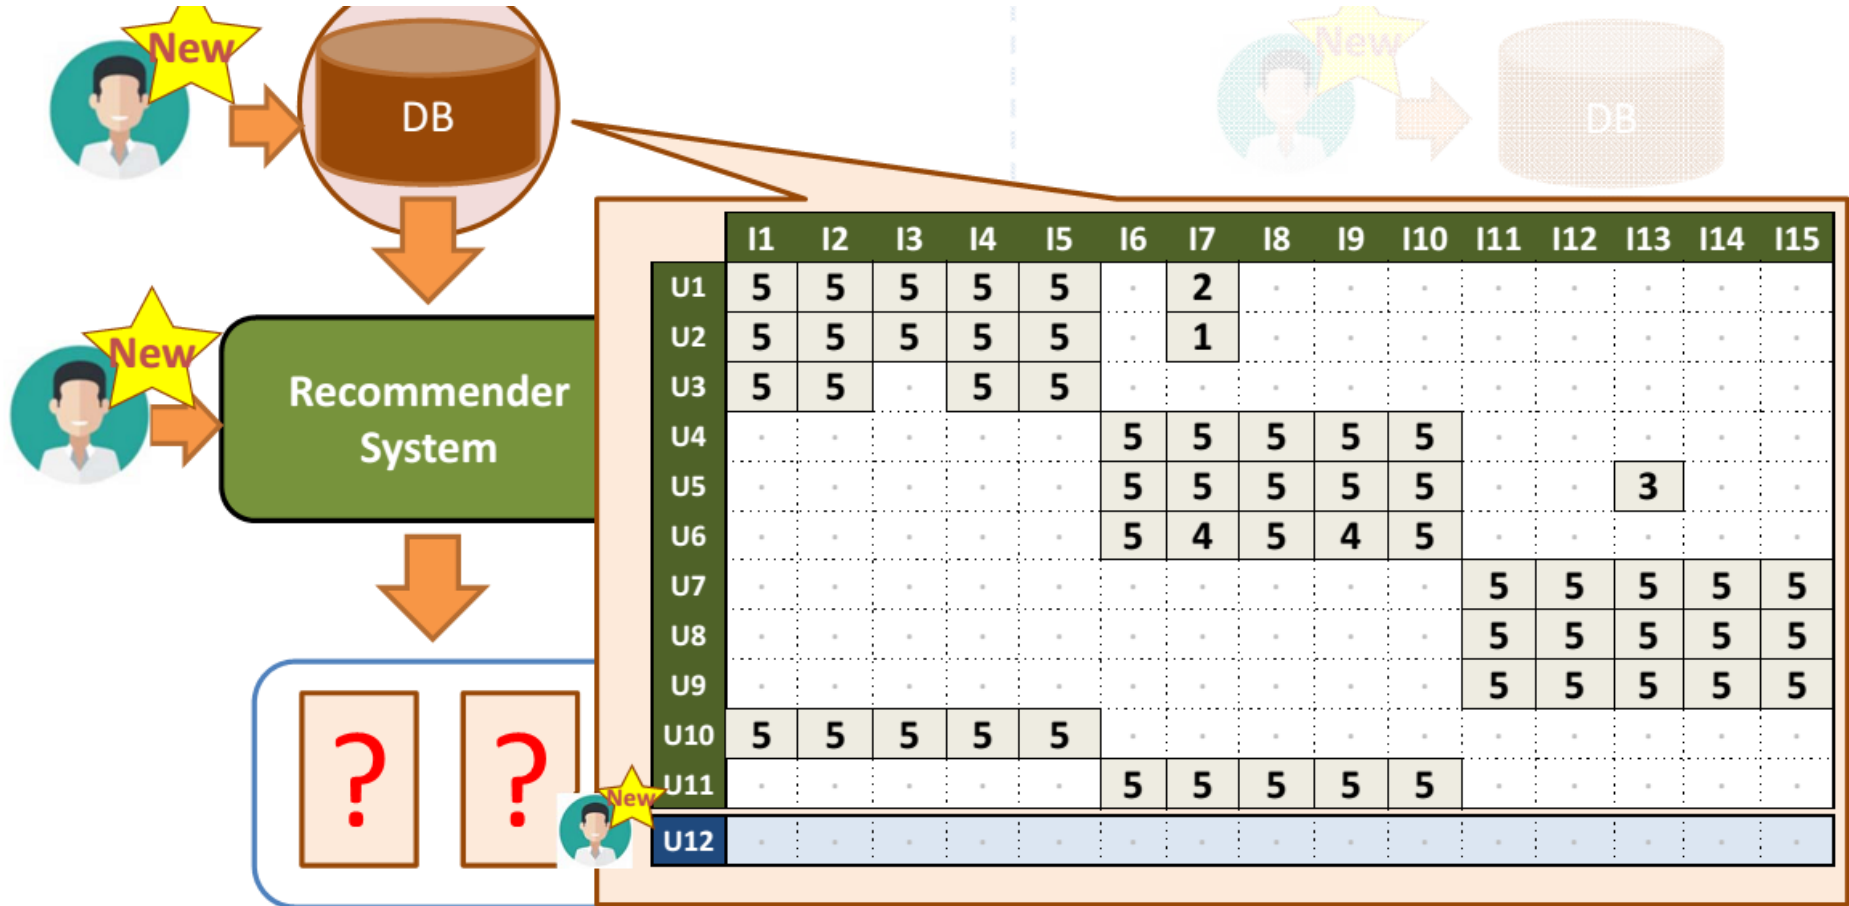 New
DB
New
DB
New
Recommender
System
? ?
I1 I2 I3 I4 I5 I6 I7 I8 I9 I10 I11 I12 I13 I14 I15
U1 5 5 5 5 5 . 2 . . . . . . . .
U2 5 5 5 5 5 . 1 . . . . . . . .
U3 5 5 . 5 5 . . . . . . . . . .
U4 . . . . . 5 5 5 5 5 . . . . .
U5 . . . . . 5 5 5 5 5 . . 3 . .
U6 . . . . . 5 4 5 4 5 . . . . .
U7 . . . . . . . . . . 5 5 5 5 5
U8 . . . . . . . . . . 5 5 5 5 5
U9 . . . . . . . . . . 5 5 5 5 5
U10 5 5 5 5 5 . . . . . . . . . .
U11 . . . . . 5 5 5 5 5 . . . . .
New
U12 . . . . . . . . . . . . . . .